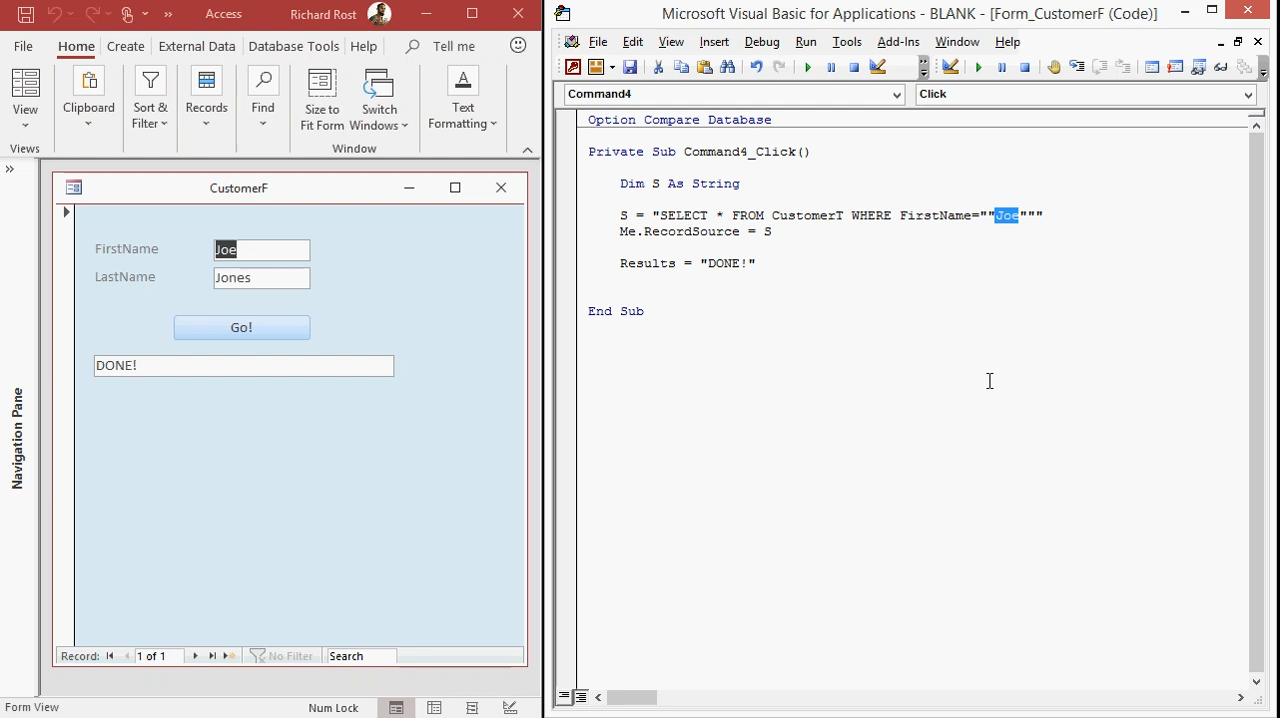 Access
Richard Rost
File Home Create External Data Database Tools Help Tell me
View
Clipboard
Sort &
Filter
Records
Find
Size to
Fit Form
Switch
Windows
Text
Formatting
Views
Window
CustomerF
FirstName Joe
LastName Jones
Go!
DONE!
Navigation Pane
Record: 1 of 1 No Filter Search
Form View Num Lock
Microsoft Visual Basic for Applications - BLANK - [Form_CustomerF (Code)]
File Edit View Insert Debug Run Tools Add-Ins Window Help
Command4 Click
Option Compare Database
Private Sub Command4_Click()
Dim S As String
S = "SELECT * FROM CustomerT WHERE FirstName=""Joe"""
Me.RecordSource = S
Results = "DONE!"
End Sub